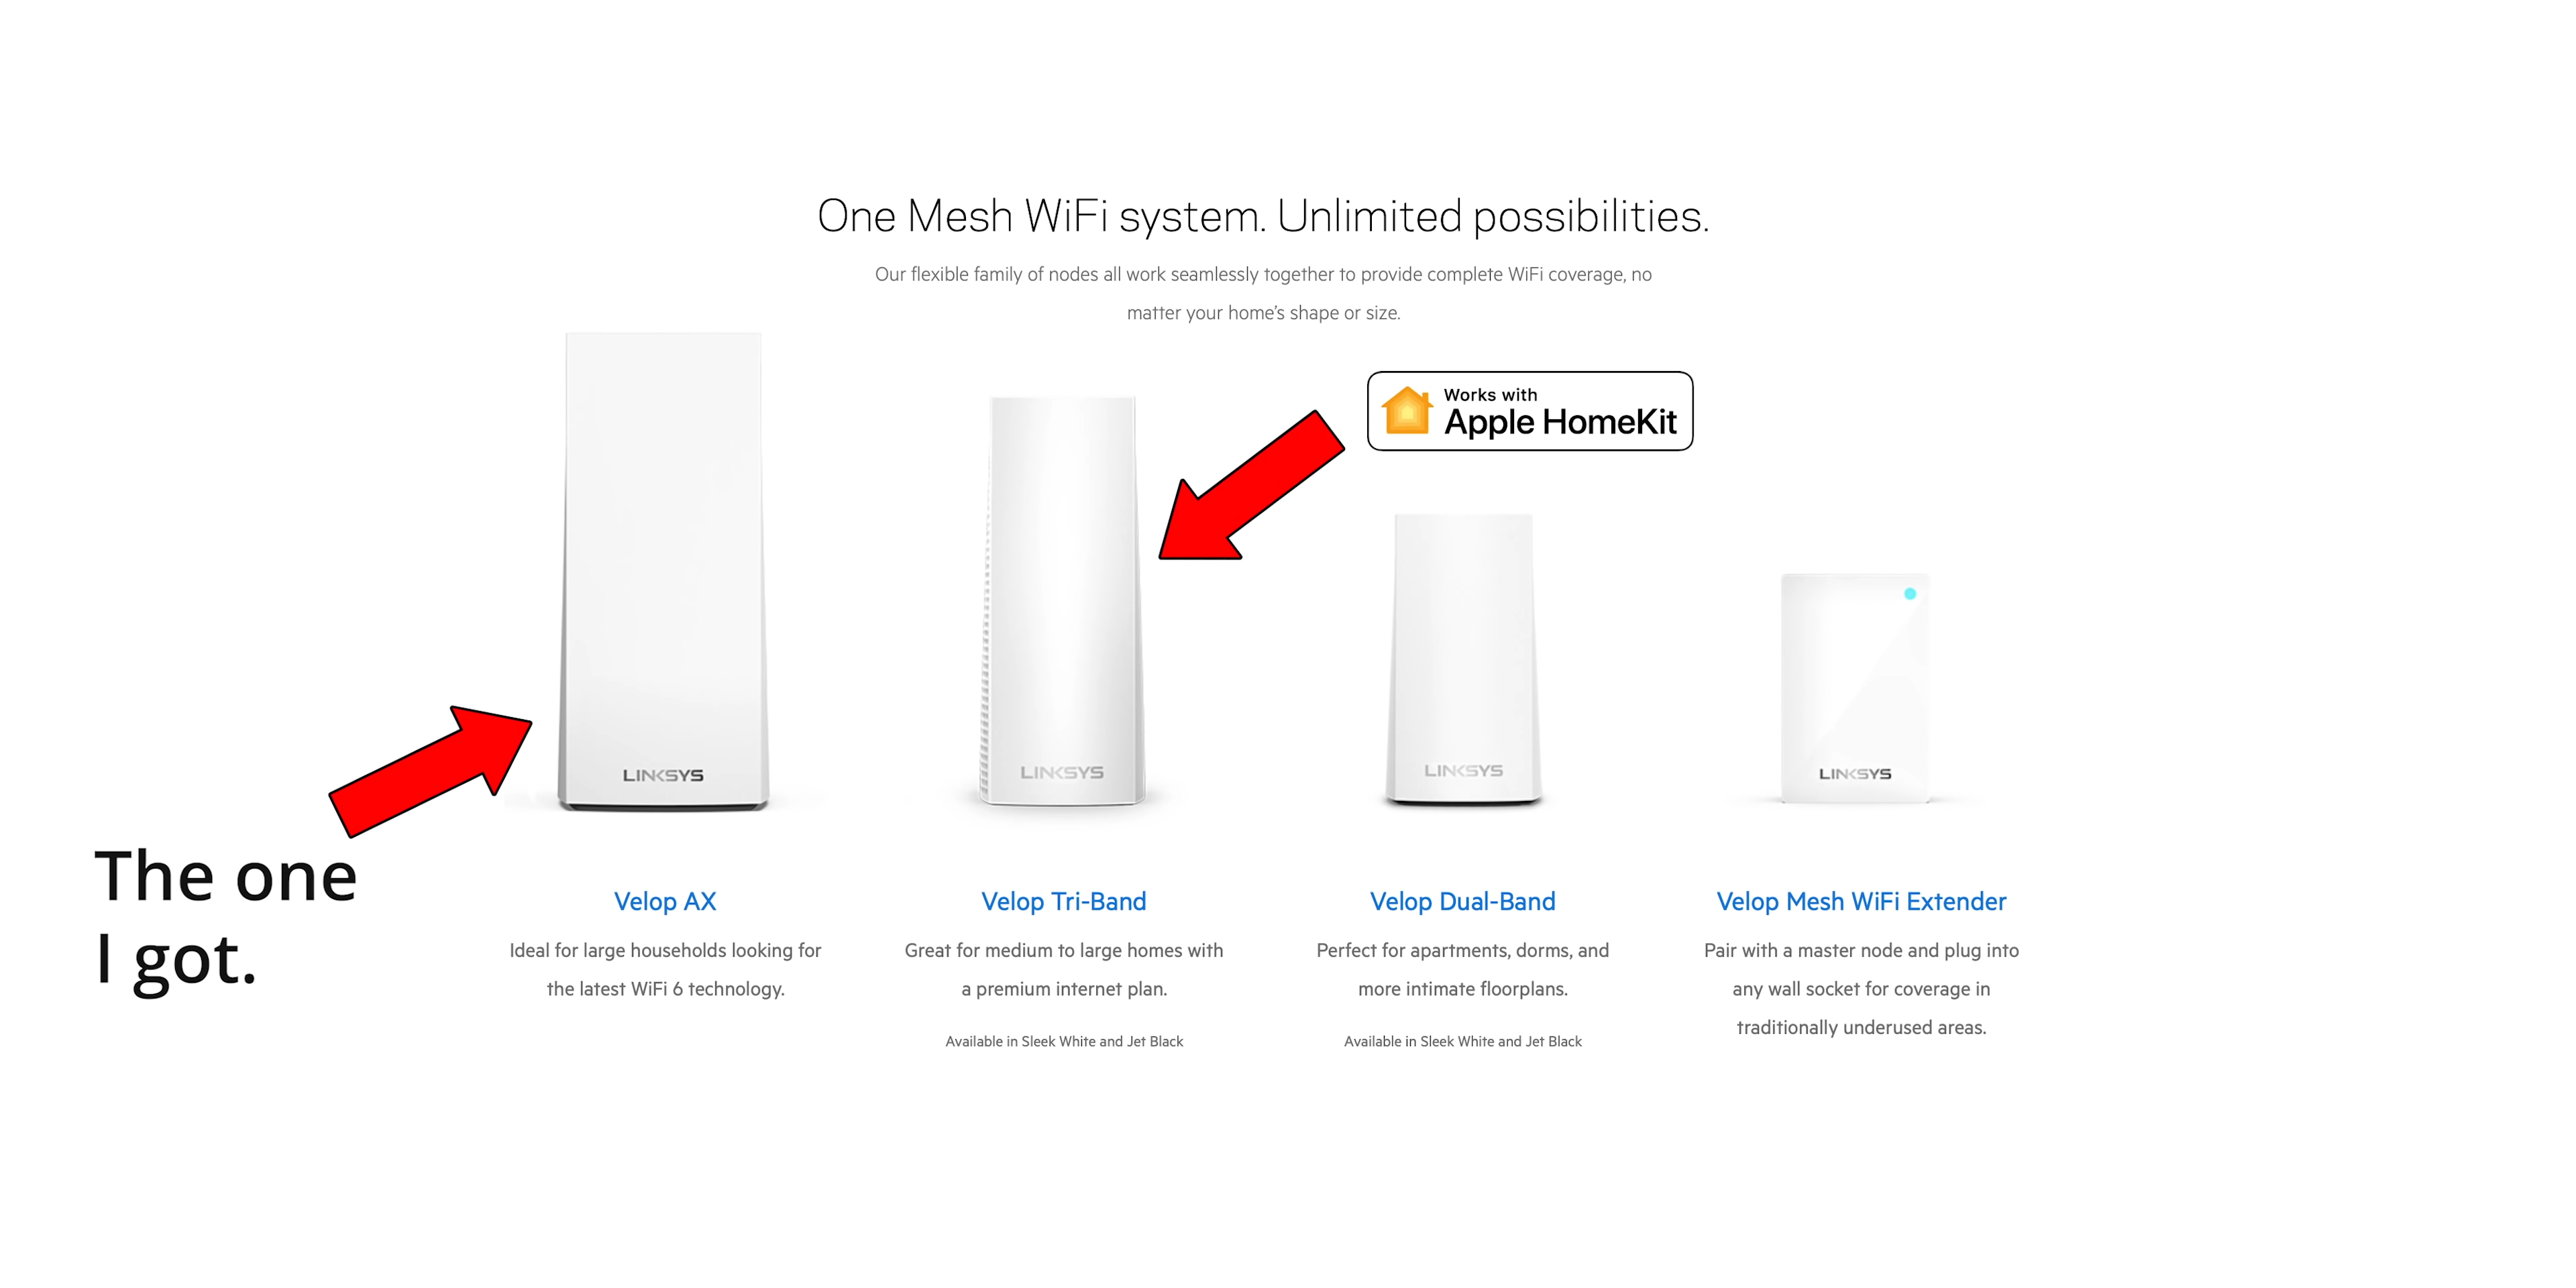 One Mesh WiFi system. Unlimited possibilities.
Our flexible family of nodes all work seamlessly together to provide complete WiFi coverage, no
matter your home's shape or size.
Works with
Apple HomeKit
LINKSYS
LINKSYS
LINKSYS
LINKSYS
The one
I got.
Velop AX
Ideal for large households looking for
the latest WiFi 6 technology.
Velop Tri-Band
Great for medium to large homes with
a premium internet plan.
Available in Sleek White and Jet Black
Velop Dual-Band
Perfect for apartments, dorms, and
more intimate floorplans.
Available in Sleek White and Jet Black
Velop Mesh WiFi Extender
Pair with a master node and plug into
any wall socket for coverage in
traditionally underused areas.